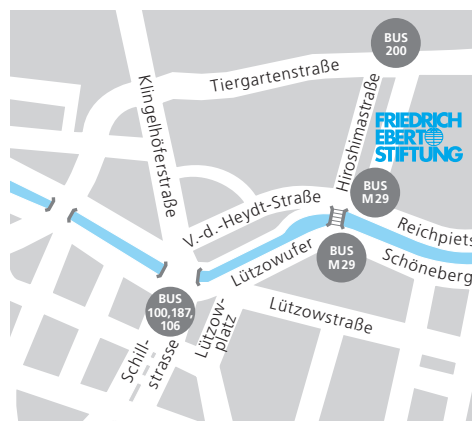 BUS
200
Tiergartenstraße
Klingelhöferstraße
Hiroshimastraße
FRIEDRICH
EBERT
STIFTUNG
BUS
M29
V.-d.-Heydt-Straße
Reichpiets
Schöneberg
Lützowufer
BUS
M29
BUS
100,187,
106
Lützow-
platz
Lützowstraße
Schill-
strasse